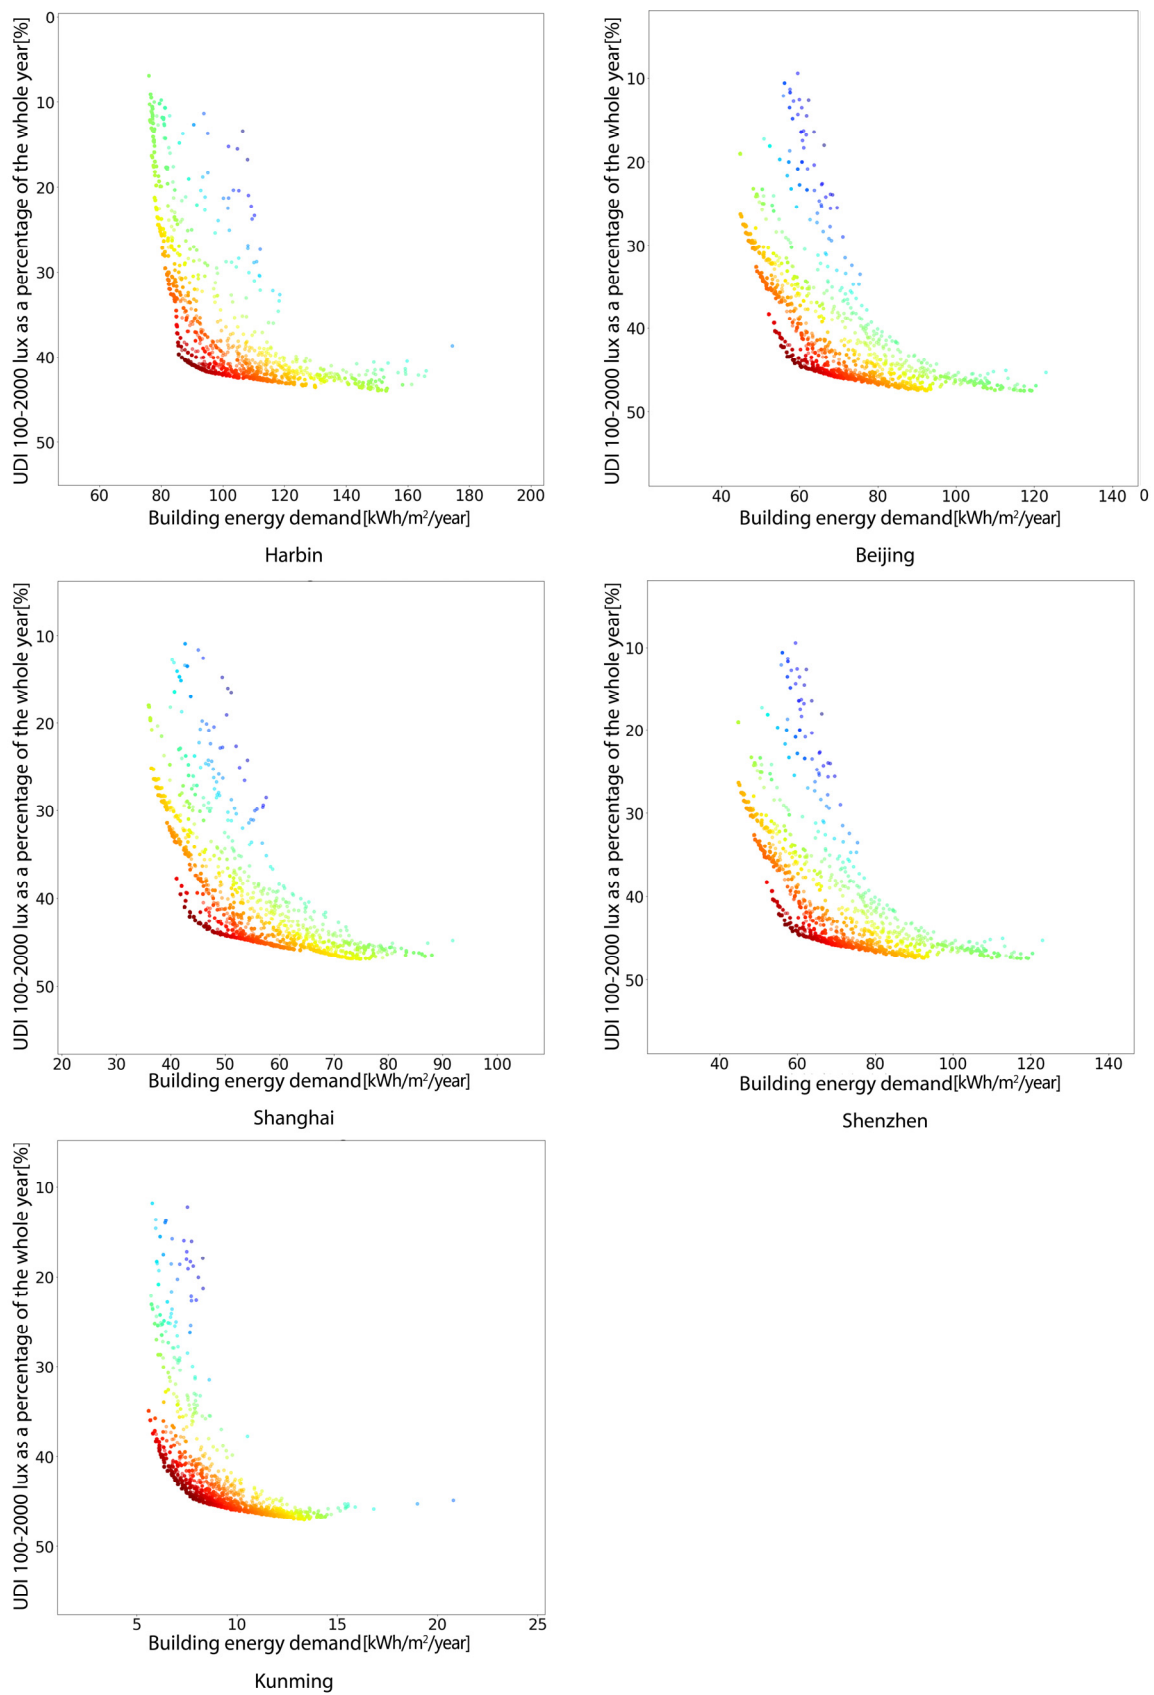 UDI 100-2000 lux as a percentage of the whole year[%]
0
10
20
30
40
50
60 80 100 120 140 160 180 200
Building energy demand[kWh/m²/year]
Harbin
UDI 100-2000 lux as a percentage of the whole year[%]
10
20
30
40
50
40 60 80 100 120 140 0
Building energy demand[kWh/m²/year]
Beijing
UDI 100-2000 lux as a percentage of the whole year[%]
10
20
30
40
50
20 30 40 50 60 70 80 90 100
Building energy demand[kWh/m²/year]
Shanghai
UDI 100-2000 lux as a percentage of the whole year[%]
10
20
30
40
50
40 60 80 100 120 140
Building energy demand[kWh/m²/year]
Shenzhen
UDI 100-2000 lux as a percentage of the whole year[%]
10
20
30
40
50
5 10 15 20 25
Building energy demand[kWh/m²/year]
Kunming